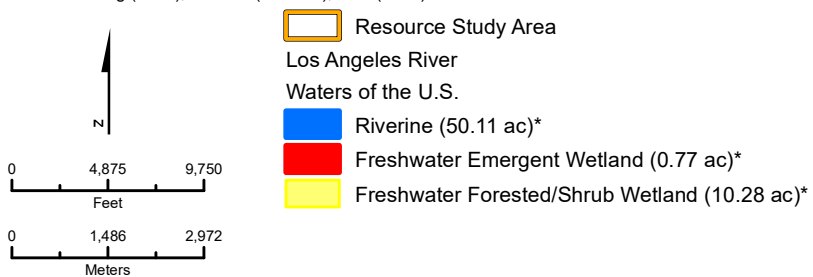 Resource Study Area
Los Angeles River
Waters of the U.S.
Riverine (50.11 ac)*
Freshwater Emergent Wetland (0.77 ac)*
Freshwater Forested/Shrub Wetland (10.28 ac)*
N
0 4,875 9,750
Feet
0 1,486 2,972
Meters